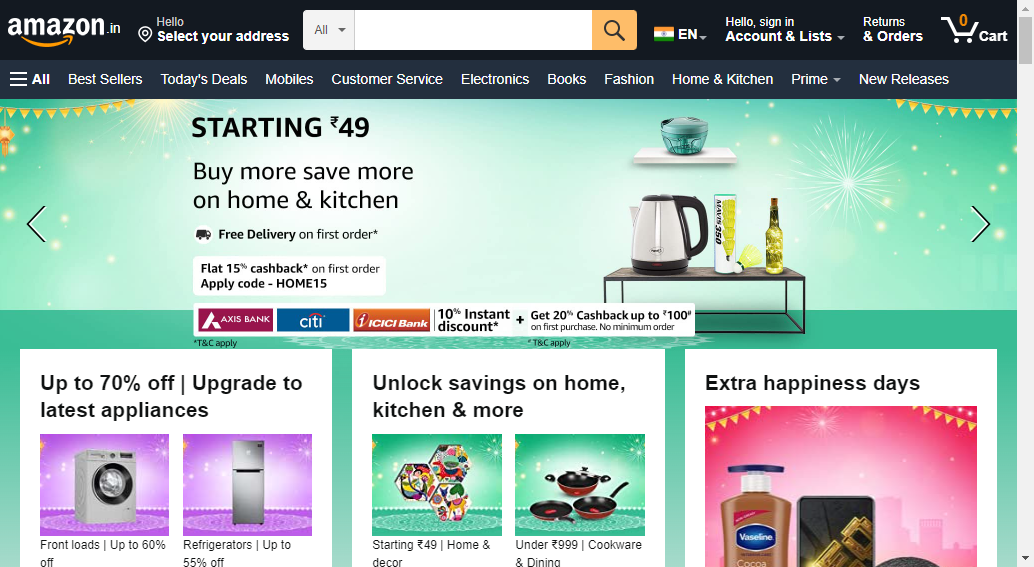 amazon.in
Hello
Select your address
All
EN
Hello, sign in
Account & Lists
Returns
& Orders
0
Cart
All
Best Sellers
Today's Deals
Mobiles
Customer Service
Electronics
Books
Fashion
Home & Kitchen
Prime
New Releases
STARTING ₹49
Buy more save more
on home & kitchen
Free Delivery on first order*
Flat 15% cashback* on first order
Apply code - HOME15
AXIS BANK
citi
ICICI Bank
10% Instant
discount*
+
Get 20% Cashback up to ₹100#
on first purchase. No minimum order
*T&C apply
# T&C apply
MAVIS 350
Up to 70% off | Upgrade to
latest appliances
Front loads | Up to 60%
off
Refrigerators | Up to
55% off
Unlock savings on home,
kitchen & more
Starting ₹49 | Home &
decor
Under ₹999 | Cookware
& Dining
Extra happiness days
Vaseline
Cocoa